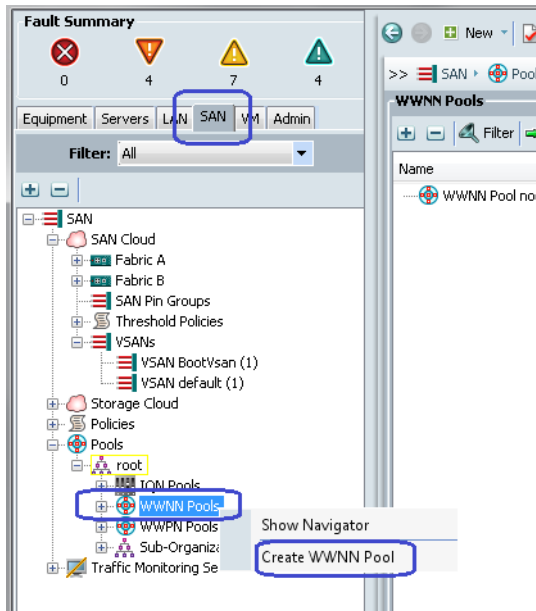 Fault Summary
0 4 7 4
Equipment Servers LAN SAN VM Admin
Filter: All
SAN
SAN Cloud
Fabric A
Fabric B
SAN Pin Groups
Threshold Policies
VSANs
VSAN BootVsan (1)
VSAN default (1)
Storage Cloud
Policies
Pools
root
IQN Pools
WWNN Pools
WWPN Pools
Sub-Organiza
Traffic Monitoring Se
Show Navigator
Create WWNN Pool
New
>> SAN Poo
WWNN Pools
Filter
Name
WWNN Pool no